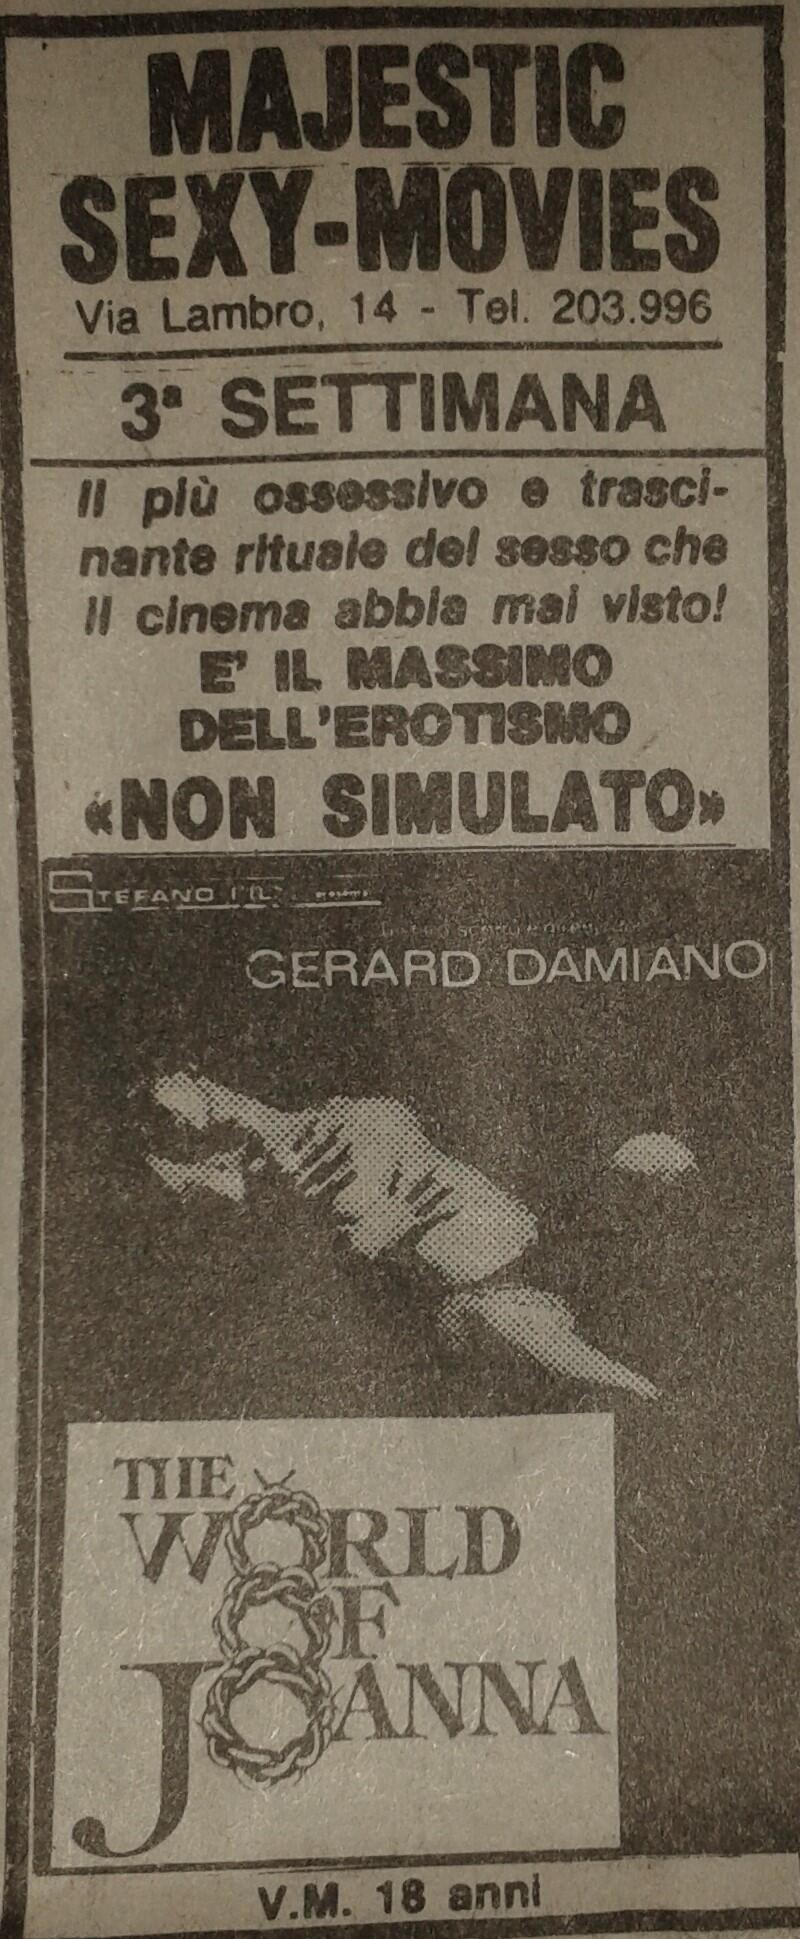 MAJESTIC
SEXY-MOVIES
Via Lambro, 14 - Tel. 203.996
3ª SETTIMANA
Il più ossessivo e trasci-
nante rituale del sesso che
il cinema abbia mai visto!
E' IL MASSIMO
DELL'EROTISMO
«NON SIMULATO»
STEFANO
GERARD DAMIANO
THE
WORLD
OF
JOANNA
V.M. 18 anni